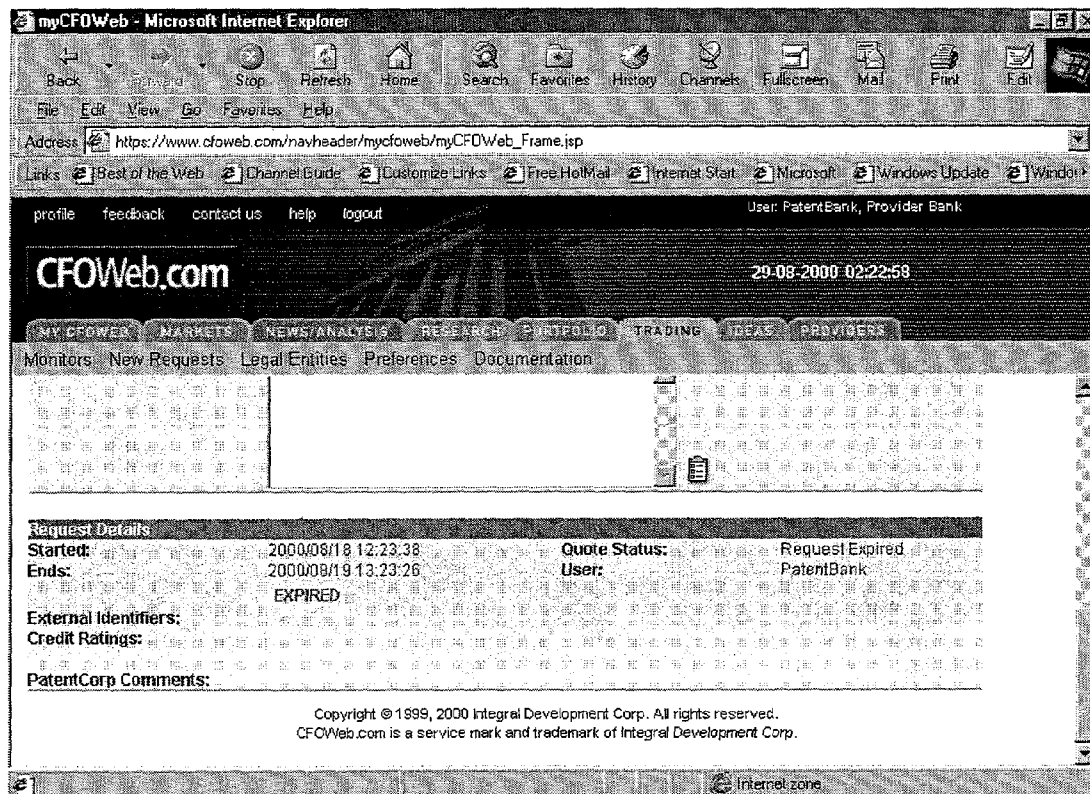 myCFOWeb - Microsoft Internet Explorer
Back Forward Stop Refresh Home Search Favorites History Channels Fullscreen Mail Print Edit
File Edit View Go Favorites Help
Address https://www.cfoweb.com/navheader/mycfoweb/myCFOWeb_Frame.jsp
Links Best of the Web Channel Guide Customize Links Free HotMail Internet Start Microsoft Windows Update Window
profile feedback contact us help logout User: PatentBank, Provider Bank
CFOWeb.com 29-08-2000 02:22:58
MY CFOWEB MARKETS NEWS/ANALYSIS RESEARCH PORTFOLIO TRADING IDEAS PROVIDERS
Monitors New Requests Legal Entities Preferences Documentation
Request Details
Started: 2000/08/18 12:23:38 Quote Status: Request Expired
Ends: 2000/08/19 13:23:26 User: PatentBank
EXPIRED
External Identifiers:
Credit Ratings:
PatentCorp Comments:
Copyright © 1999, 2000 Integral Development Corp. All rights reserved.
CFOWeb.com is a service mark and trademark of Integral Development Corp.
Internet zone